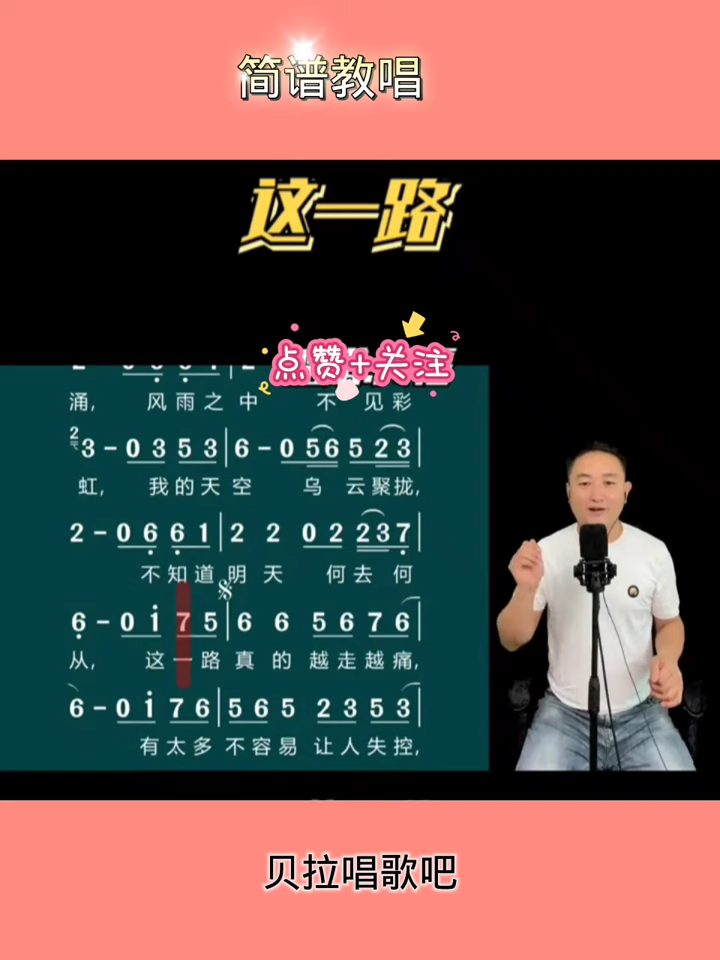 简谱教唱
这一路
点赞+关注
涌, 风雨之中 不 见彩
2 3 - 0 3 5 3 | 6 - 0 5 6 5 2 3 |
虹, 我的天空 乌 云聚拢,
2 - 0 6 6 1 | 2 2 0 2 2 3 7 |
不知道明天 何去何
6 - 0 i 7 5 | 6 6 5 6 7 6 |
从, 这一路真的 越走越痛,
6 - 0 i 7 6 | 5 6 5 2 3 5 3 |
有太多不容易 让人失控,
贝拉唱歌吧